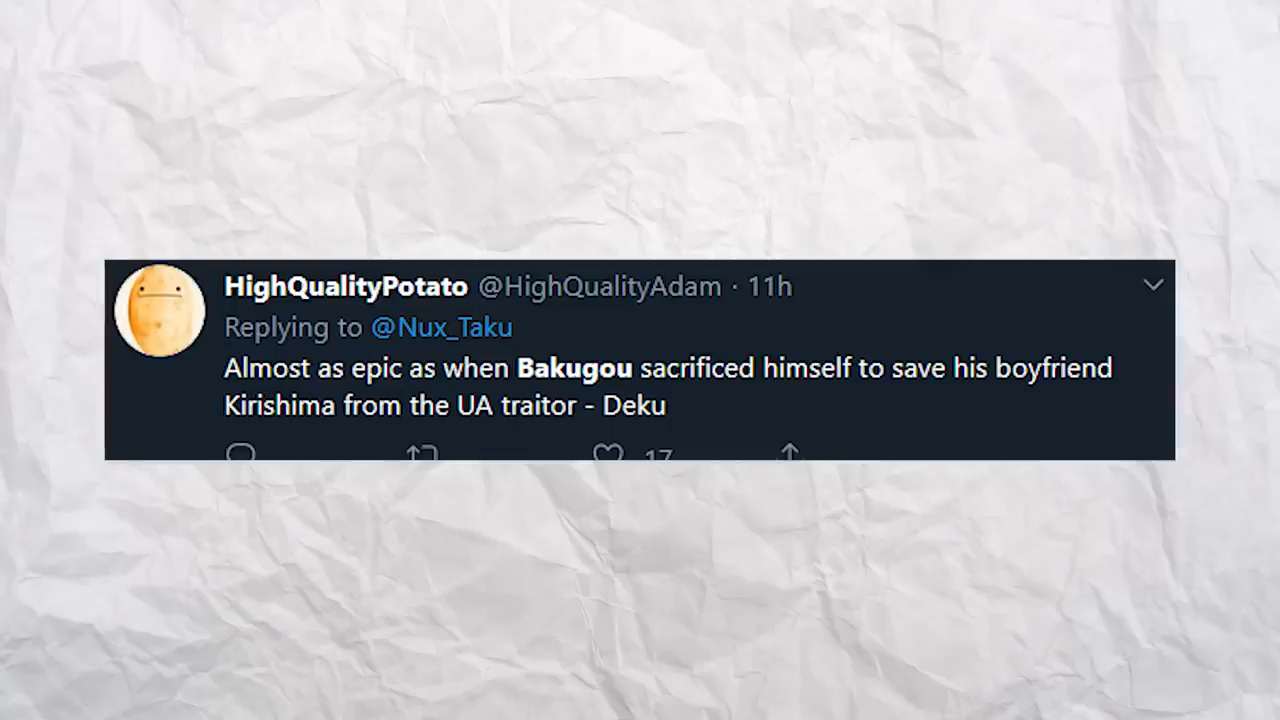 HighQualityPotato @HighQualityAdam · 11h
Replying to @Nux_Taku
Almost as epic as when Bakugou sacrificed himself to save his boyfriend
Kirishima from the UA traitor - Deku
17